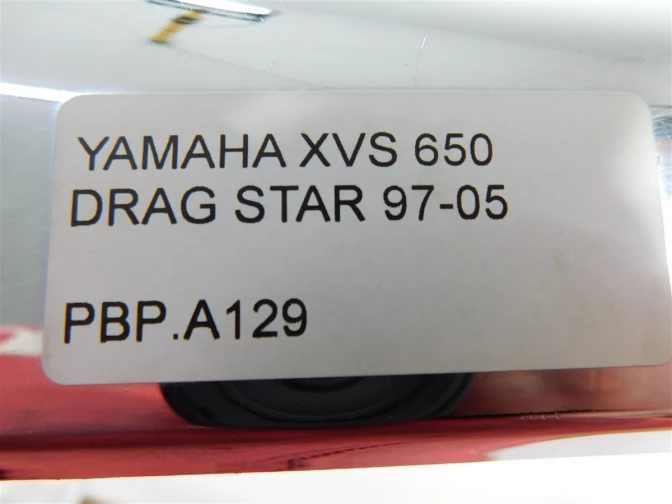 YAMAHA XVS 650
DRAG STAR 97-05
PBP.A129